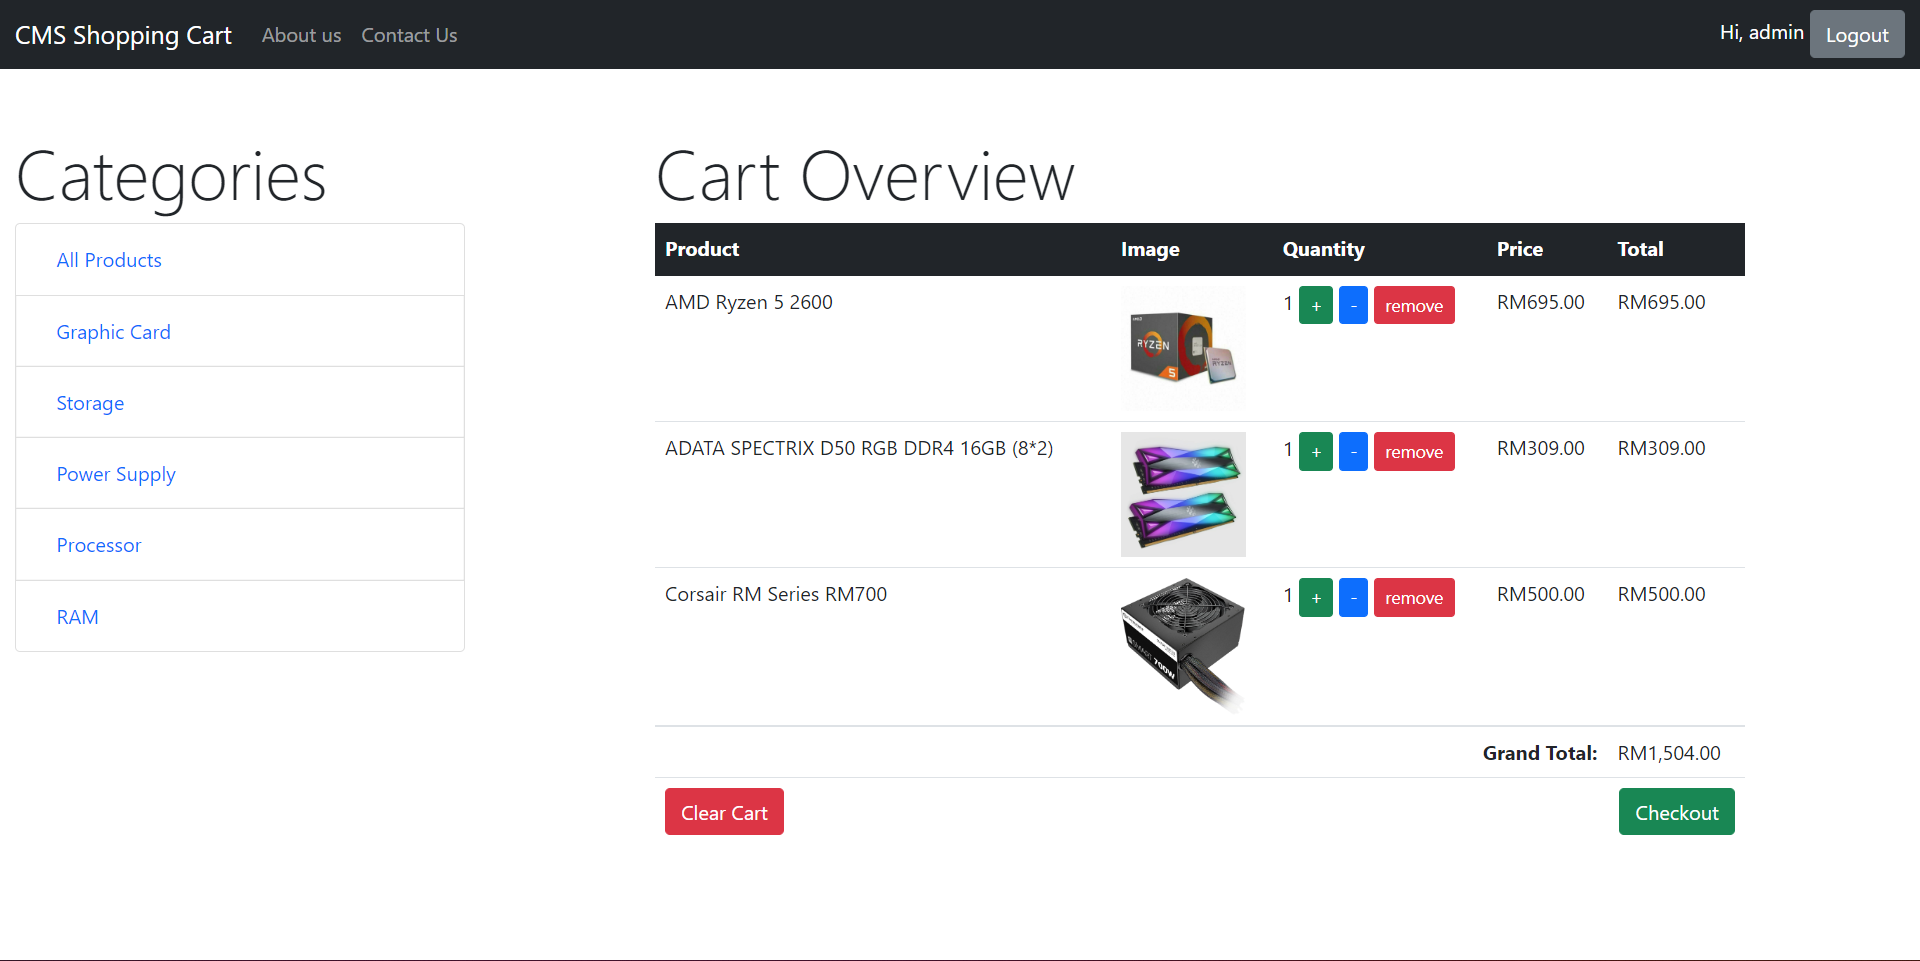 CMS Shopping Cart About us Contact Us Hi, admin Logout
Categories
All Products
Graphic Card
Storage
Power Supply
Processor
RAM
Cart Overview
Product Image Quantity Price Total
AMD Ryzen 5 2600 1 + - remove RM695.00 RM695.00
RYZEN
5
RYZEN
ADATA SPECTRIX D50 RGB DDR4 16GB (8*2) 1 + - remove RM309.00 RM309.00
Corsair RM Series RM700 1 + - remove RM500.00 RM500.00
SMART 700W
Grand Total: RM1,504.00
Clear Cart Checkout